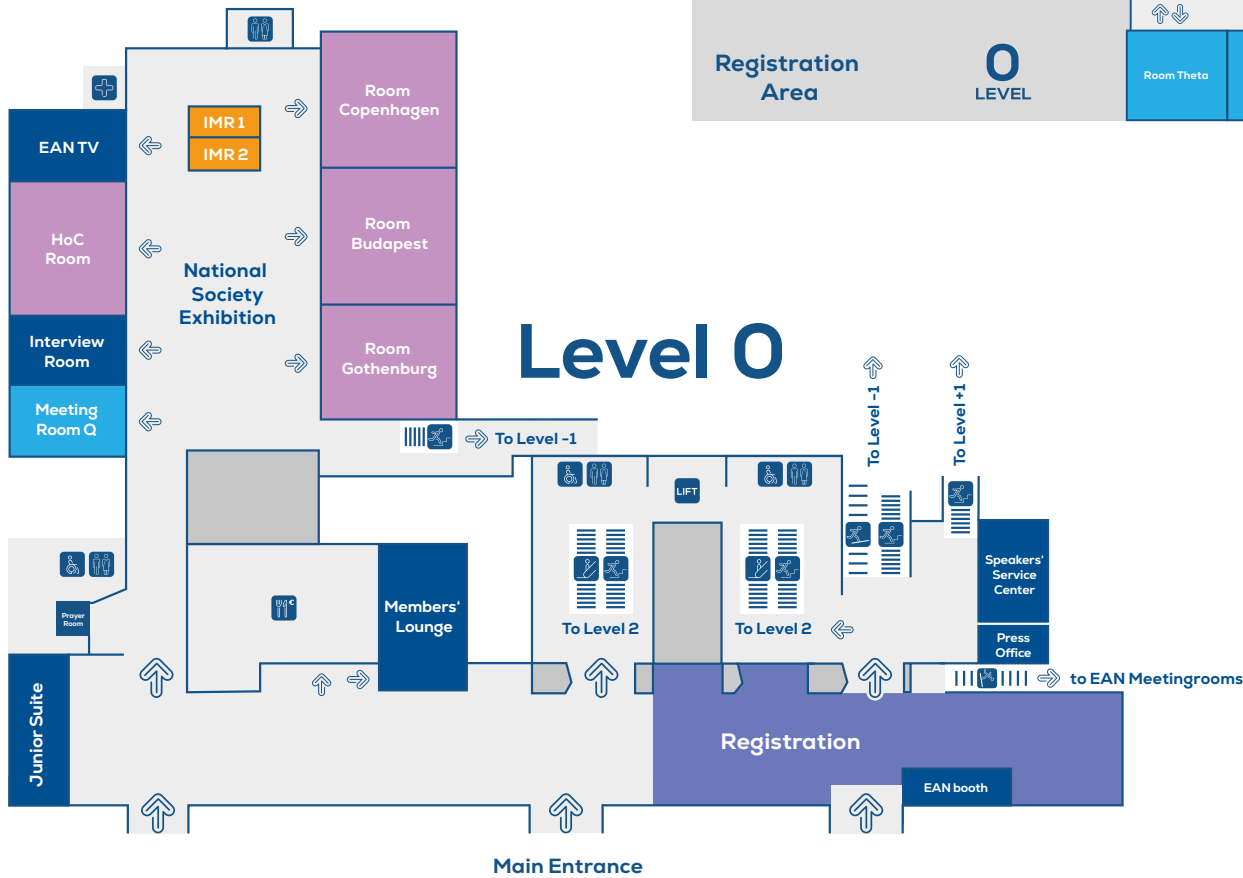 Registration
Area
0
LEVEL
Room Theta
Room
Copenhagen
IMR 1
IMR 2
EAN TV
HoC
Room
Room
Budapest
National
Society
Exhibition
Interview
Room
Room
Gothenburg
Level 0
Meeting
Room Q
To Level -1
To Level -1
To Level +1
LIFT
€
Speakers‘
Service
Center
Prayer
Room
Members‘
Lounge
To Level 2
To Level 2
Press
Office
to EAN Meetingrooms
Junior Suite
Registration
EAN booth
Main Entrance